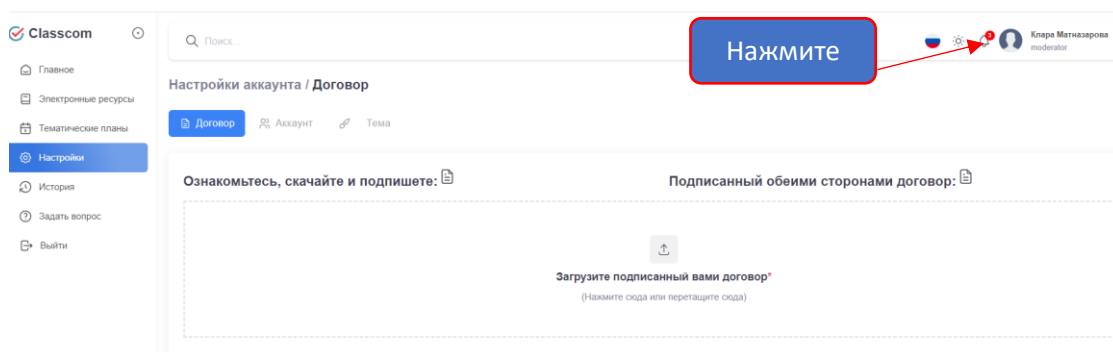 Classcom
Поиск...
Нажмите
3
Клара Матназарова
moderator
Главное
Электронные ресурсы
Тематические планы
Настройки
История
Задать вопрос
Выйти
Настройки аккаунта / Договор
Договор
Аккаунт
Тема
Ознакомьтесь, скачайте и подпишете:
Подписанный обеими сторонами договор:
Загрузите подписанный вами договор*
(Нажмите сюда или перетащите сюда)